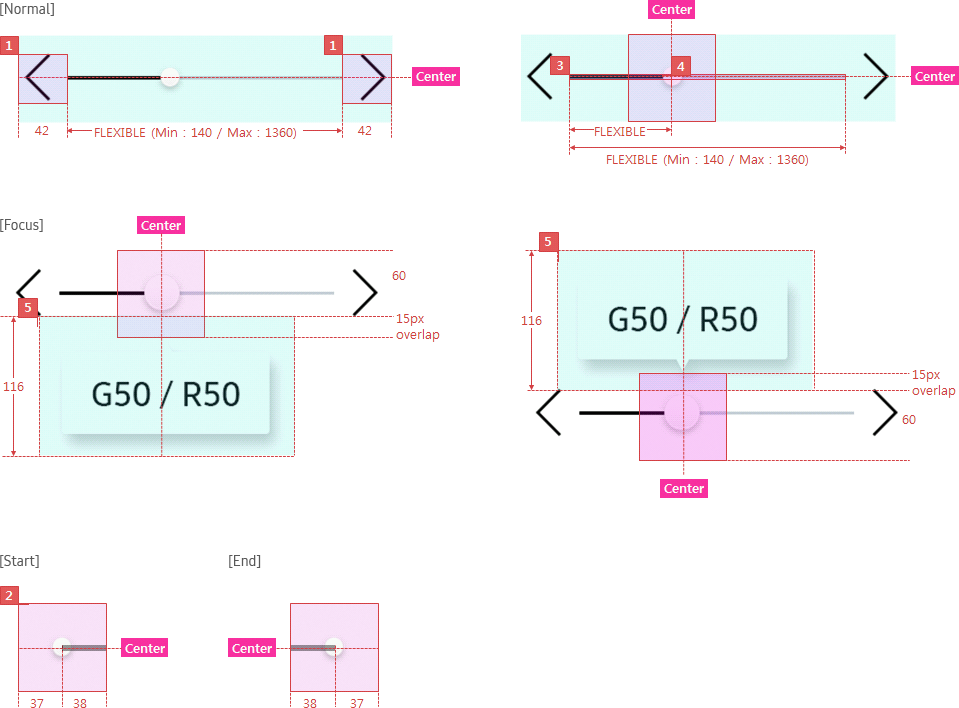 [Normal]
Center
1
1
3
4
Center
Center
42
FLEXIBLE (Min : 140 / Max : 1360)
42
FLEXIBLE
FLEXIBLE (Min : 140 / Max : 1360)
[Focus]
Center
5
60
5
15px
overlap
116
G50 / R50
116
G50 / R50
15px
overlap
60
Center
[Start]
[End]
2
Center
Center
37
38
38
37